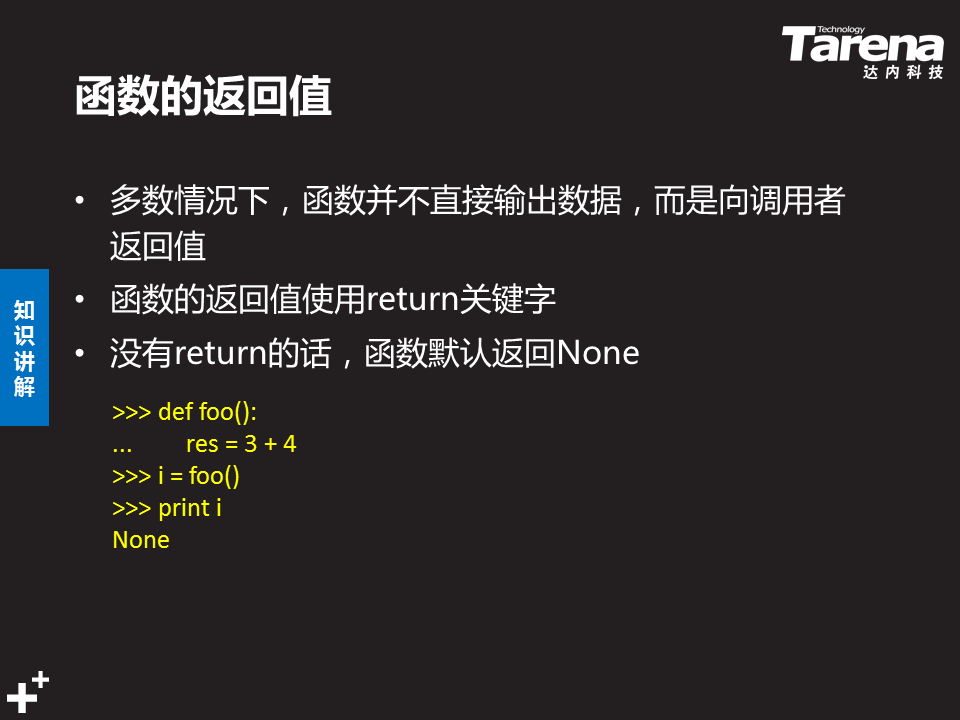 Technology
Tarena
达内科技
函数的返回值
• 多数情况下，函数并不直接输出数据，而是向调用者
返回值
• 函数的返回值使用return关键字
• 没有return的话，函数默认返回None
知
识
讲
解
>>> def foo():
... res = 3 + 4
>>> i = foo()
>>> print i
None